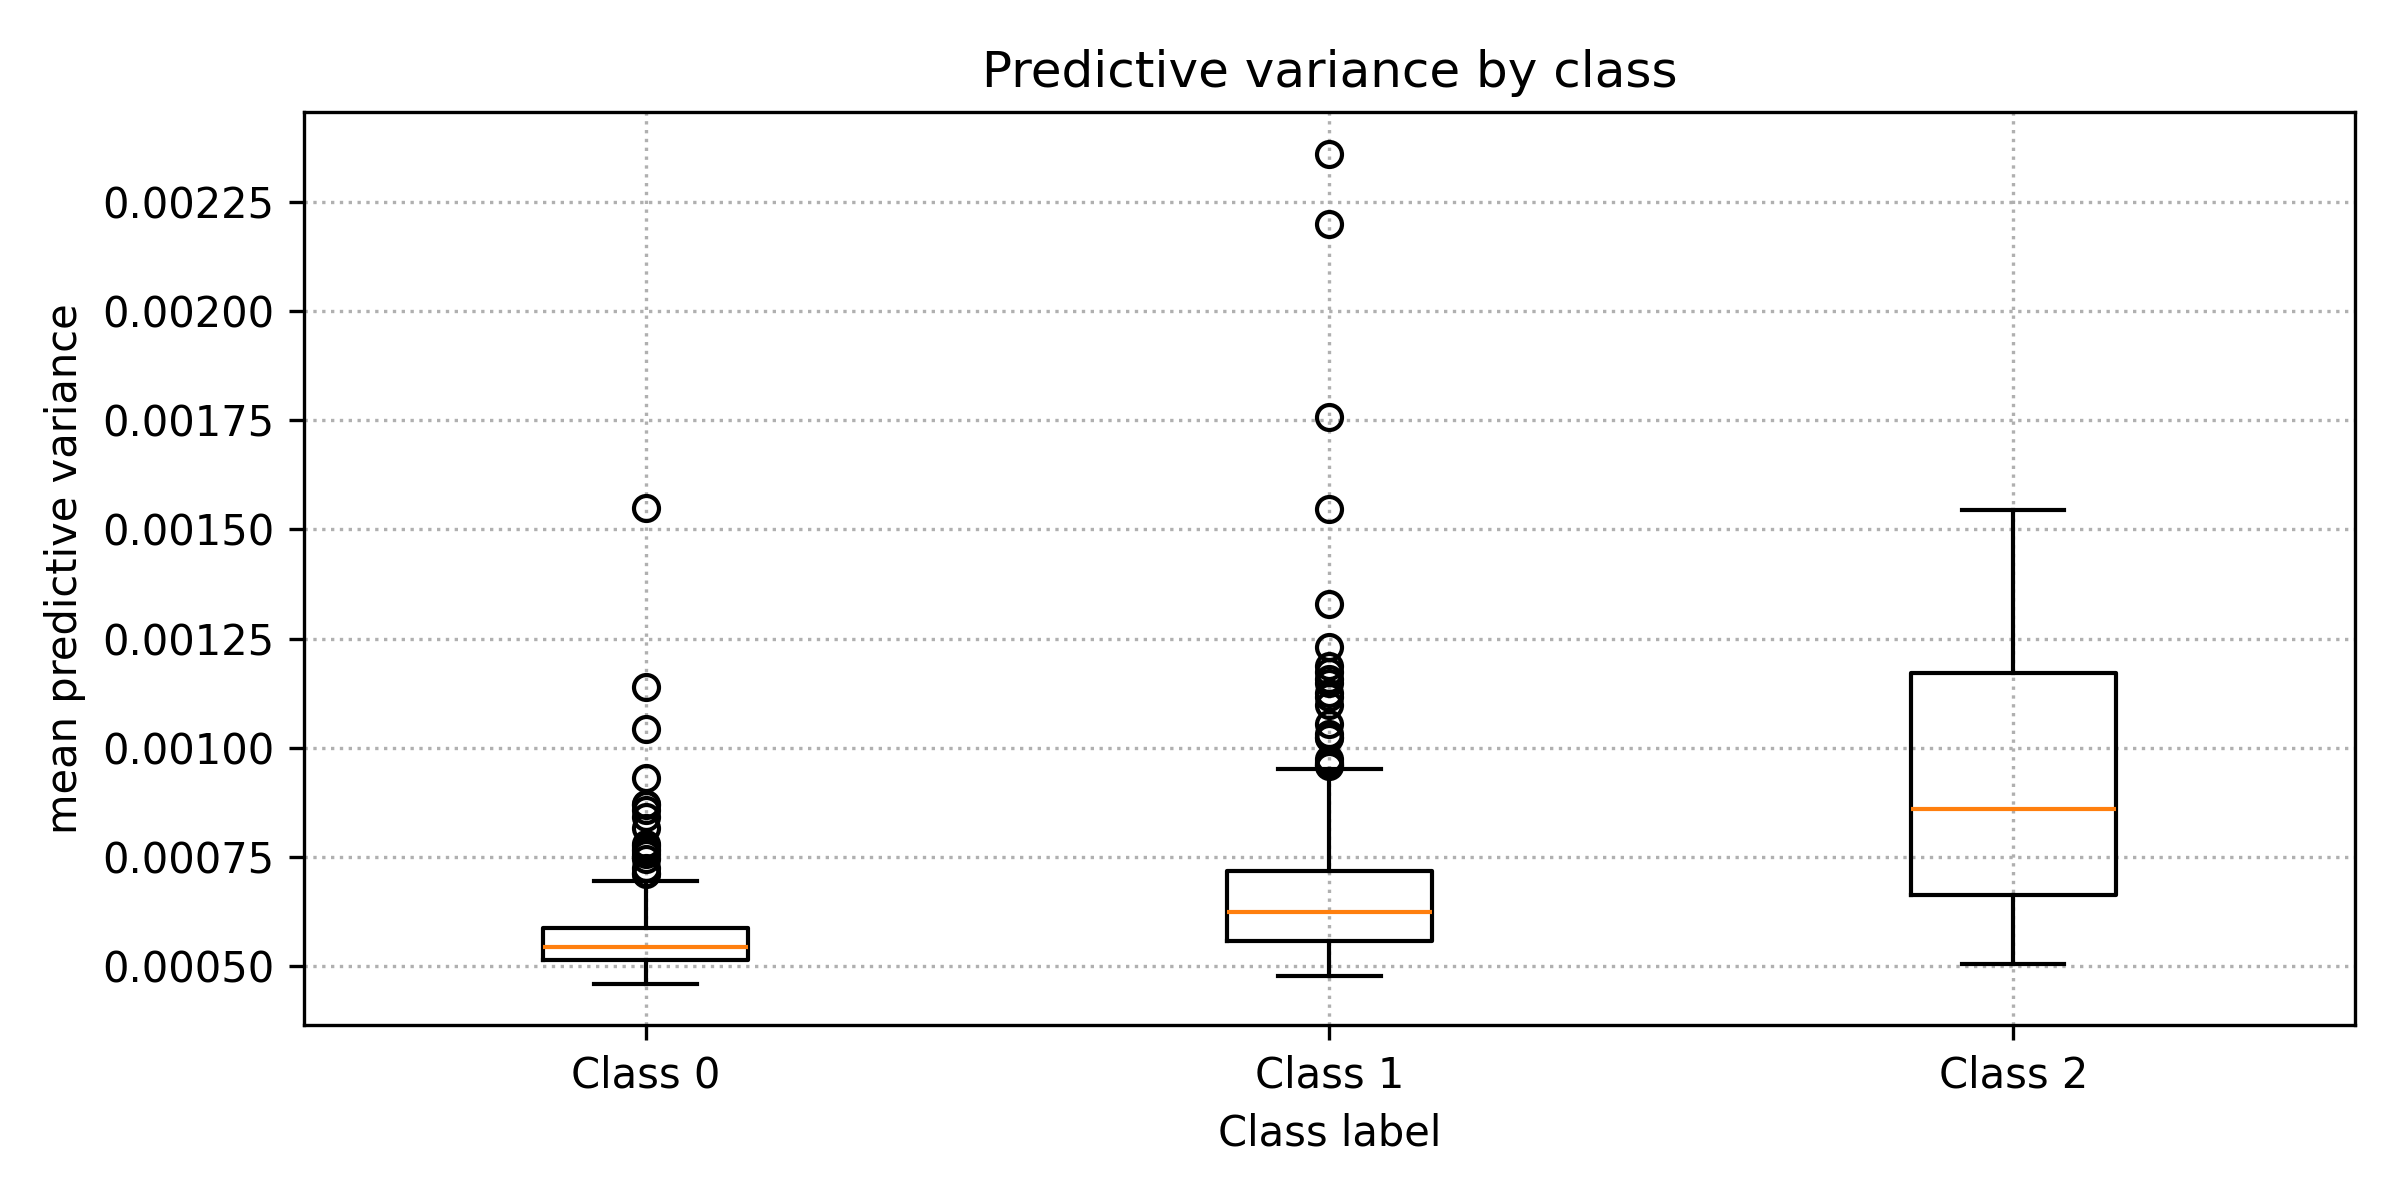 Predictive variance by class
mean predictive variance
0.00225
0.00200
0.00175
0.00150
0.00125
0.00100
0.00075
0.00050
Class 0
Class 1
Class 2
Class label